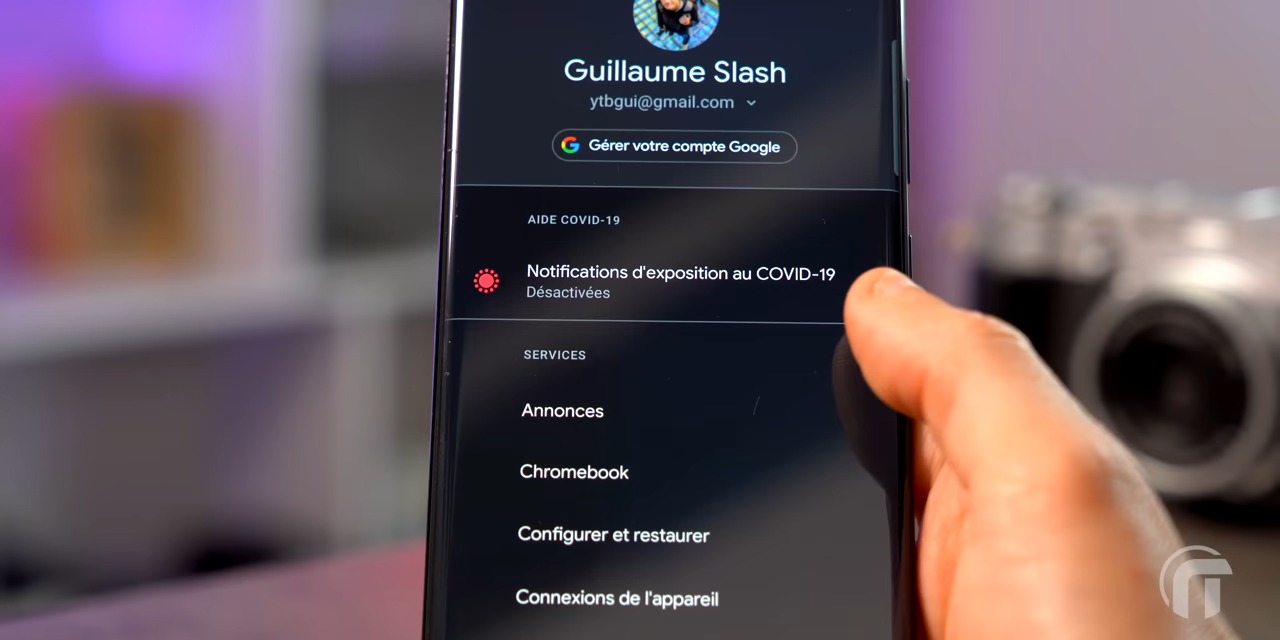 Guillaume Slash
ytbgui@gmail.com
Gérer votre compte Google
AIDE COVID-19
Notifications d'exposition au COVID-19
Désactivées
SERVICES
Annonces
Chromebook
Configurer et restaurer
Connexions de l'appareil